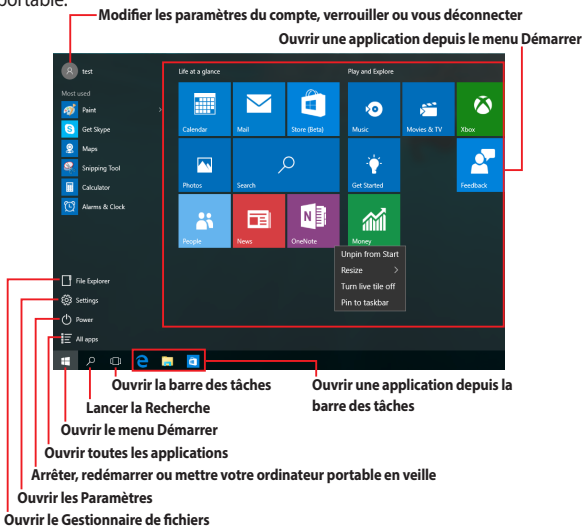 portable.
Modifier les paramètres du compte, verrouiller ou vous déconnecter
Ouvrir une application depuis le menu Démarrer
test
Life at a glance
Play and Explore
Most used
Paint
Get Skype
Maps
Snipping Tool
Calculator
Alarms & Clock
Calendar
Mail
Store (Beta)
Music
Movies & TV
Xbox
Photos
Search
Get Started
Feedback
People
News
OneNote
Money
Unpin from Start
Resize
Turn live tile off
Pin to taskbar
File Explorer
Settings
Power
All apps
Ouvrir la barre des tâches
Ouvrir une application depuis la
barre des tâches
Lancer la Recherche
Ouvrir le menu Démarrer
Ouvrir toutes les applications
Arrêter, redémarrer ou mettre votre ordinateur portable en veille
Ouvrir les Paramètres
Ouvrir le Gestionnaire de fichiers